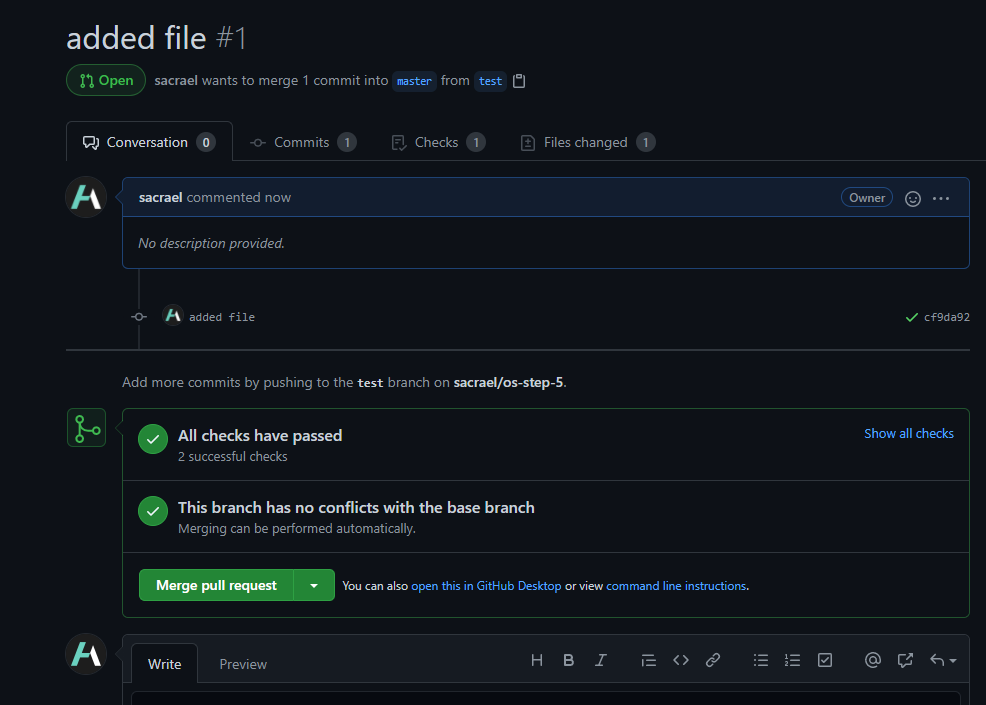 added file #1
Open sacrael wants to merge 1 commit into master from test
Conversation 0 Commits 1 Checks 1 Files changed 1
sacrael commented now Owner
No description provided.
added file cf9da92
Add more commits by pushing to the test branch on sacrael/os-step-5.
All checks have passed Show all checks
2 successful checks
This branch has no conflicts with the base branch
Merging can be performed automatically.
Merge pull request You can also open this in GitHub Desktop or view command line instructions.
Write Preview H B I